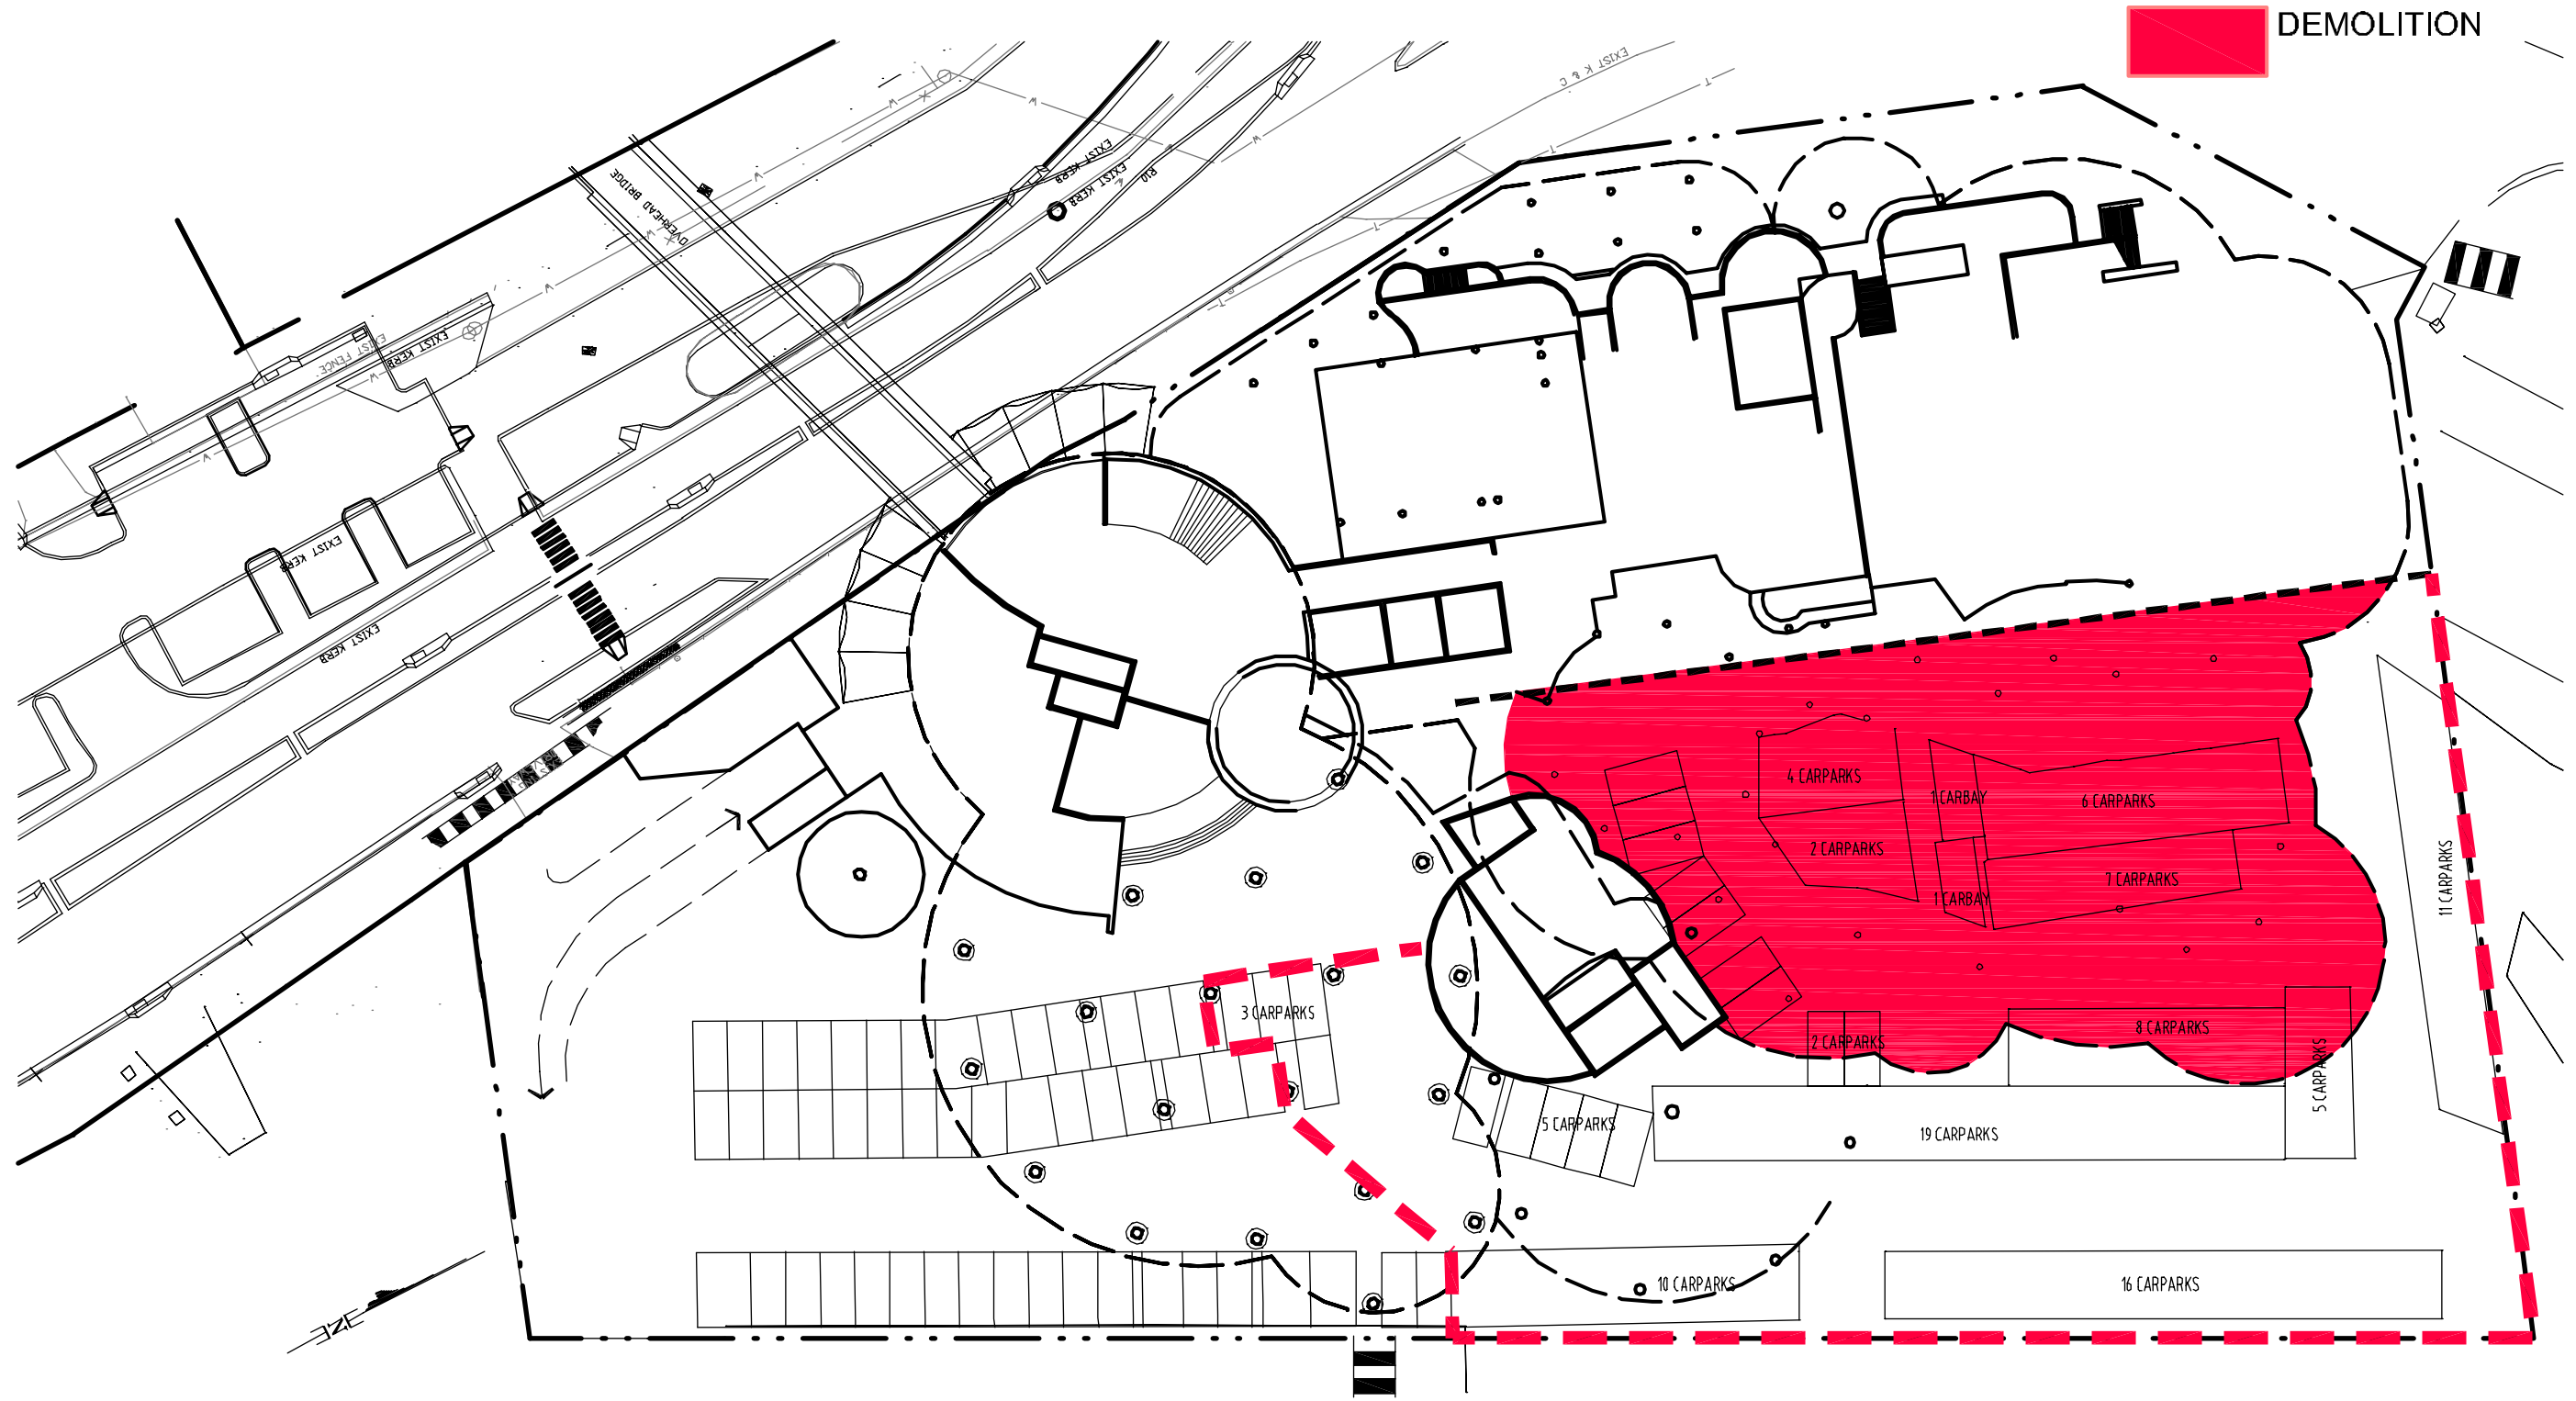 DEMOLITION
EXIST K & C
T
T
W
W
W
W
EXIST KERB
EXIST KERB
R10
OVERHEAD BRIDGE
W
W
T
T
W
EXIST FENCE
EXIST KERB
W
W
EXIST KERB
EXIST KERB
4 CARPARKS
1 CARBAY
6 CARPARKS
2 CARPARKS
7 CARPARKS
1 CARBAY
11 CARPARKS
3 CARPARKS
2 CARPARKS
8 CARPARKS
5 CARPARKS
5 CARPARKS
19 CARPARKS
10 CARPARKS
16 CARPARKS